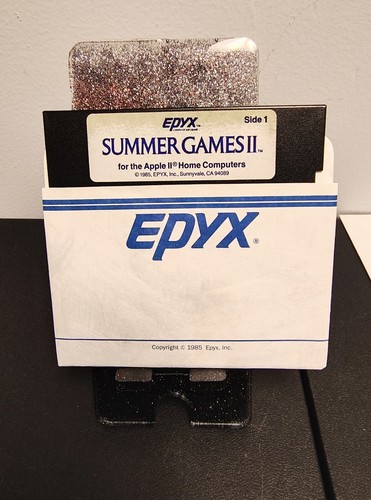 EPYX™ Side 1
SUMMER GAMES II™
for the Apple II® Home Computers
© 1985, EPYX, Inc., Sunnyvale, CA 94089
EPYX®
Copyright © 1985 Epyx, Inc.